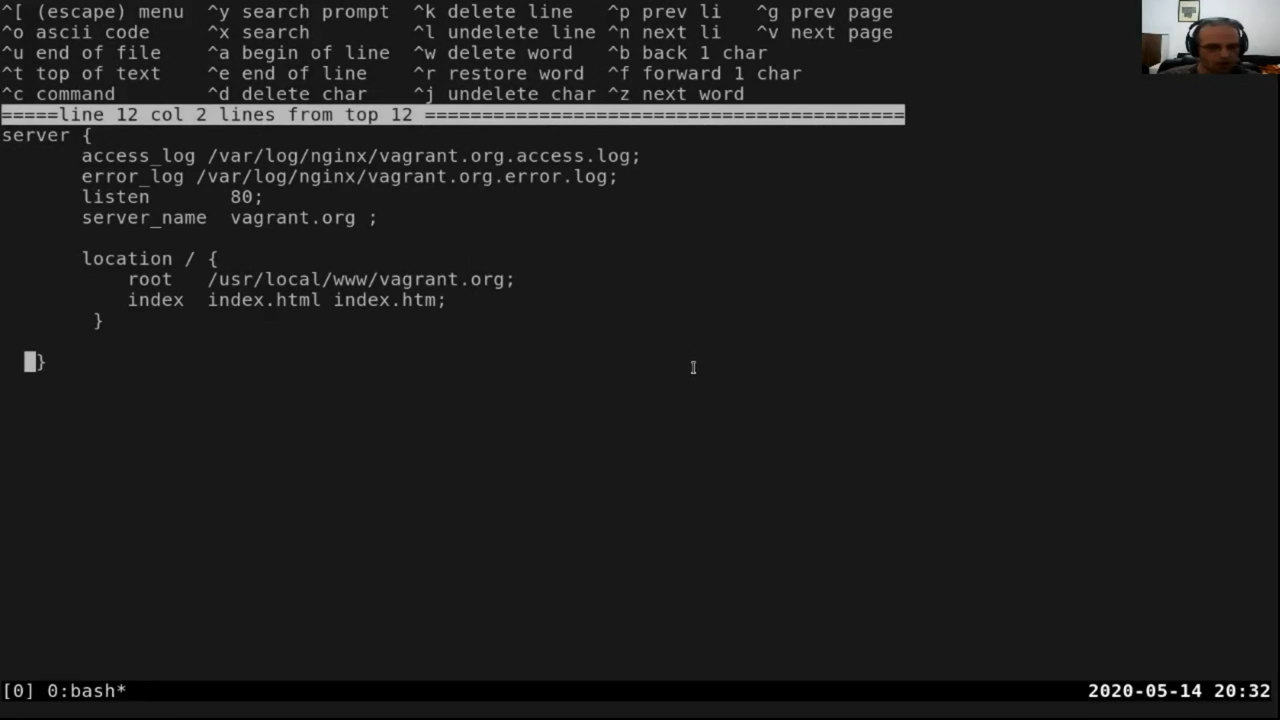 ^[ (escape) menu  ^y search prompt  ^k delete line   ^p prev li   ^g prev page
^o ascii code     ^x search         ^l undelete line ^n next li   ^v next page
^u end of file    ^a begin of line  ^w delete word   ^b back 1 char
^t top of text    ^e end of line    ^r restore word  ^f forward 1 char
^c command        ^d delete char    ^j undelete char ^z next word
=====line 12 col 2 lines from top 12 ==========================================
server {
       access_log /var/log/nginx/vagrant.org.access.log;
       error_log /var/log/nginx/vagrant.org.error.log;
       listen       80;
       server_name  vagrant.org ;
       location / {
           root   /usr/local/www/vagrant.org;
           index  index.html index.htm;
        }
   }
[0] 0:bash*
2020-05-14 20:32